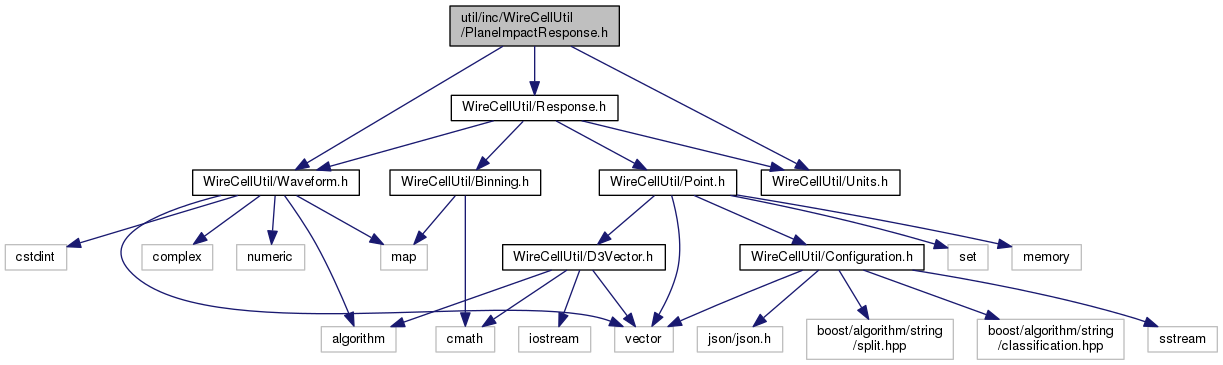 util/inc/WireCellUtil
/PlaneImpactResponse.h
WireCellUtil/Response.h
WireCellUtil/Waveform.h
WireCellUtil/Binning.h
WireCellUtil/Point.h
WireCellUtil/Units.h
cstdint
complex
numeric
map
WireCellUtil/D3Vector.h
WireCellUtil/Configuration.h
set
memory
algorithm
cmath
iostream
vector
json/json.h
boost/algorithm/string
/split.hpp
boost/algorithm/string
/classification.hpp
sstream